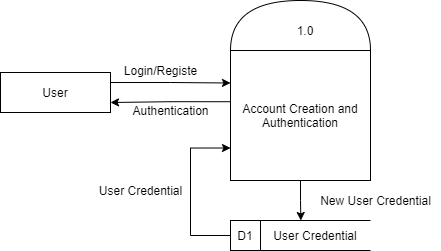 1.0
Login/Registe
User
Authentication
Account Creation and
Authentication
User Credential
New User Credential
D1
User Credential